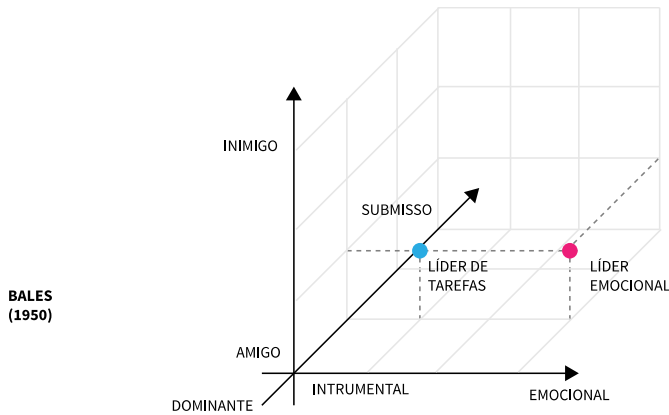 INIMIGO
SUBMISSO
LÍDER DE
TAREFAS
LÍDER
EMOCIONAL
BALES
(1950)
AMIGO
INTRUMENTAL
EMOCIONAL
DOMINANTE